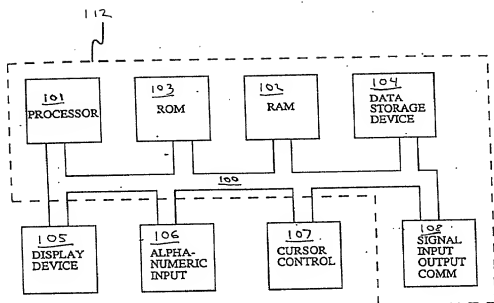 112
101
PROCESSOR
103
ROM
102
RAM
104
DATA
STORAGE
DEVICE
100
105
DISPLAY
DEVICE
106
ALPHA-
NUMERIC
INPUT
107
CURSOR
CONTROL
108
SIGNAL
INPUT
OUTPUT
COMM